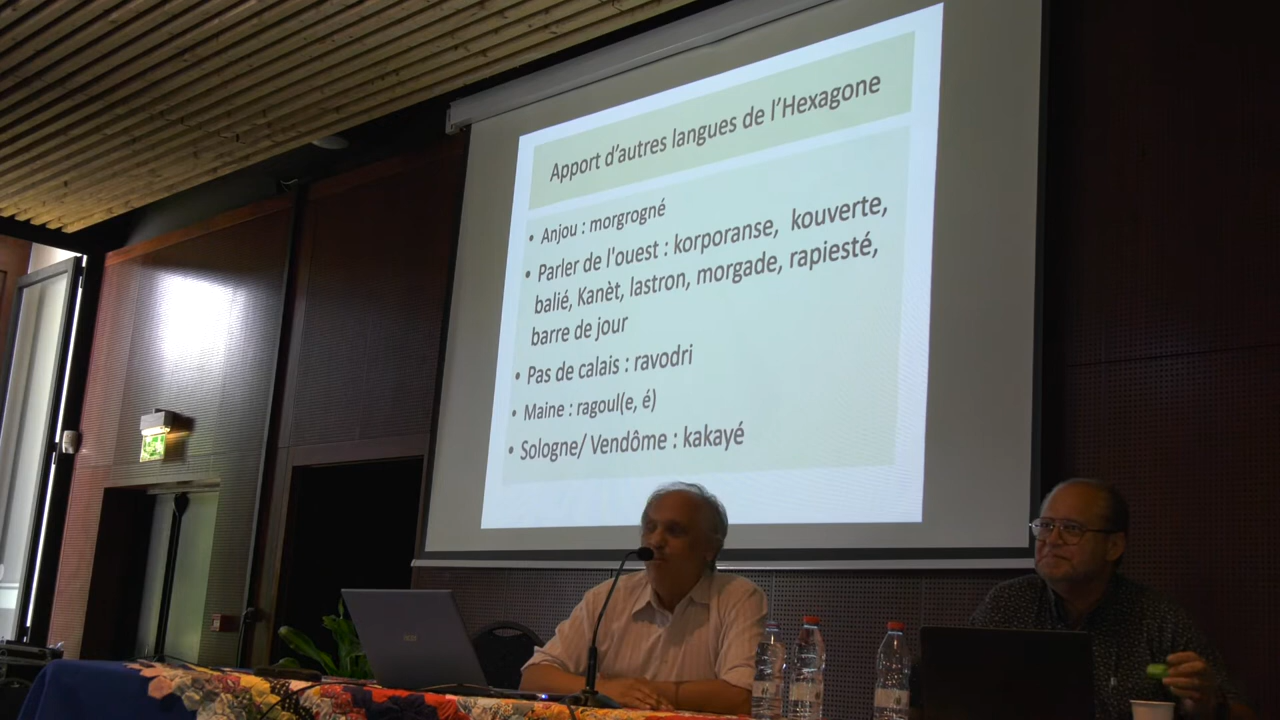 Apport d'autres langues de l'Hexagone
• Anjou : morgrogné
• Parler de l'ouest : korporanse, kouverte,
balié, Kanèt, lastron, morgade, rapiesté,
barre de jour
• Pas de calais : ravodri
• Maine : ragoul(e, é)
• Sologne/ Vendôme : kakayé